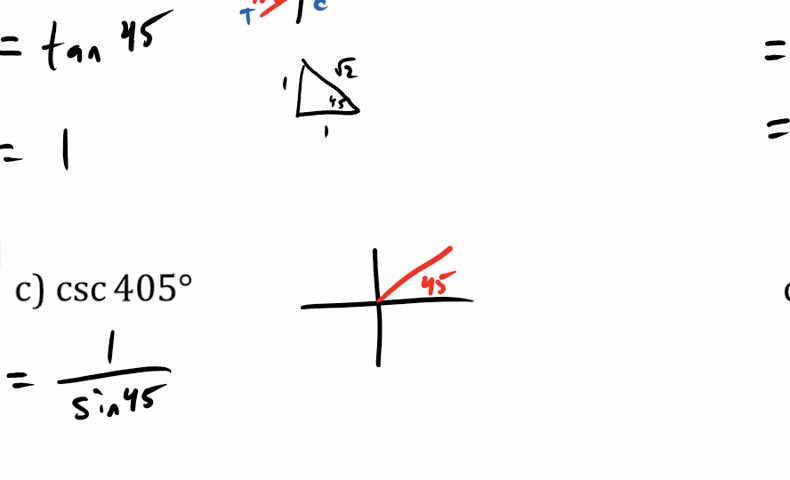 T C
= tan 45
1 √2 45 1
= 1
=
=
45
c) csc 405°
= 1 / sin 45